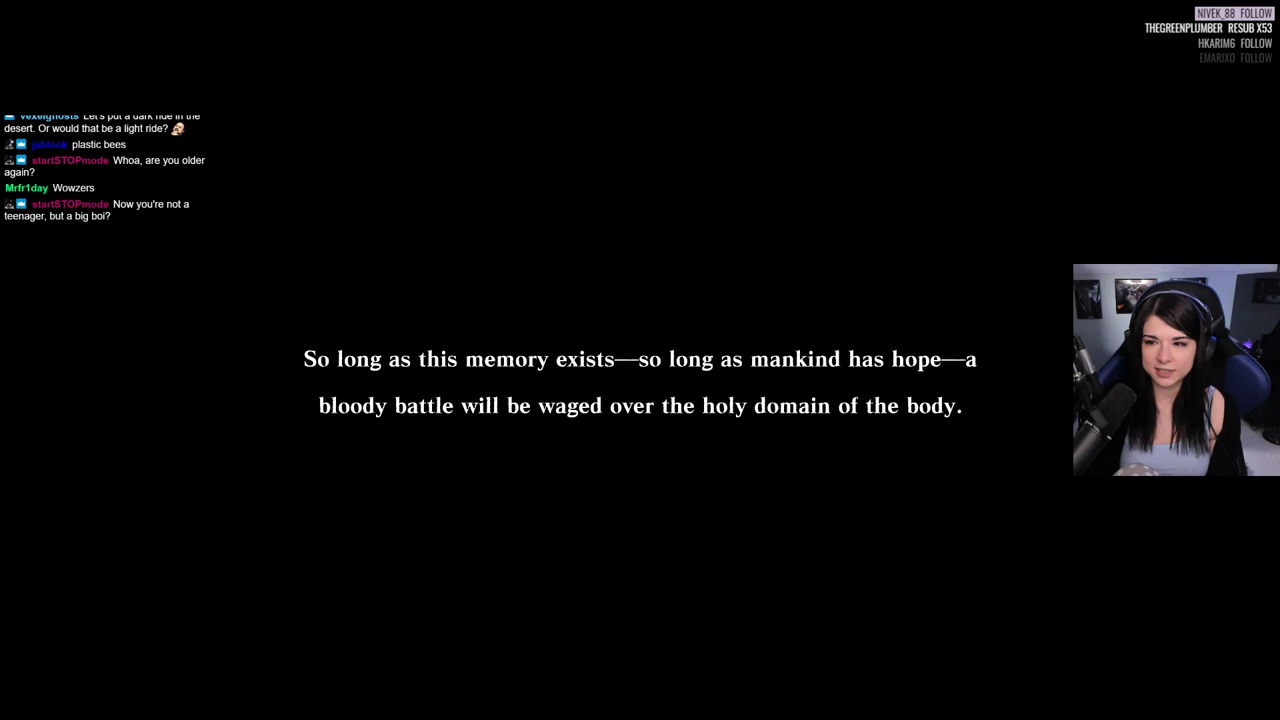 NIVEK_88 FOLLOW
THEGREENPLUMBER RESUB X53
HKARIM6 FOLLOW
EMARIXO FOLLOW
vexelghosts Let's put a dark ride in the
desert. Or would that be a light ride?
jablook plastic bees
startSTOPmode Whoa, are you older
again?
Mrfr1day Wowzers
startSTOPmode Now you're not a
teenager, but a big boi?
So long as this memory exists—so long as mankind has hope—a
bloody battle will be waged over the holy domain of the body.